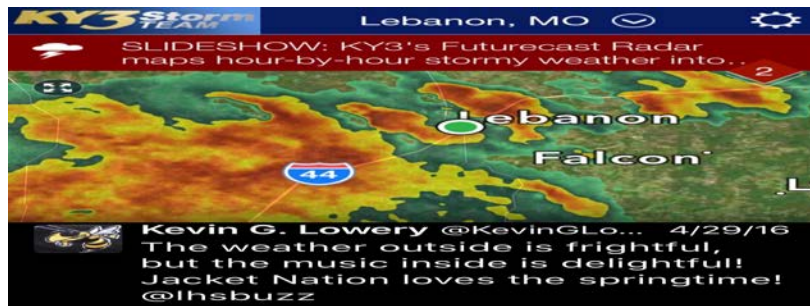 KY3 Storm TEAM
Lebanon, MO
SLIDESHOW: KY3's Futurecast Radar
maps hour-by-hour stormy weather into..
2
Lebanon
Falcon
44
L
Kevin G. Lowery @KevinGLo... 4/29/16
The weather outside is frightful,
but the music inside is delightful!
Jacket Nation loves the springtime!
@lhsbuzz